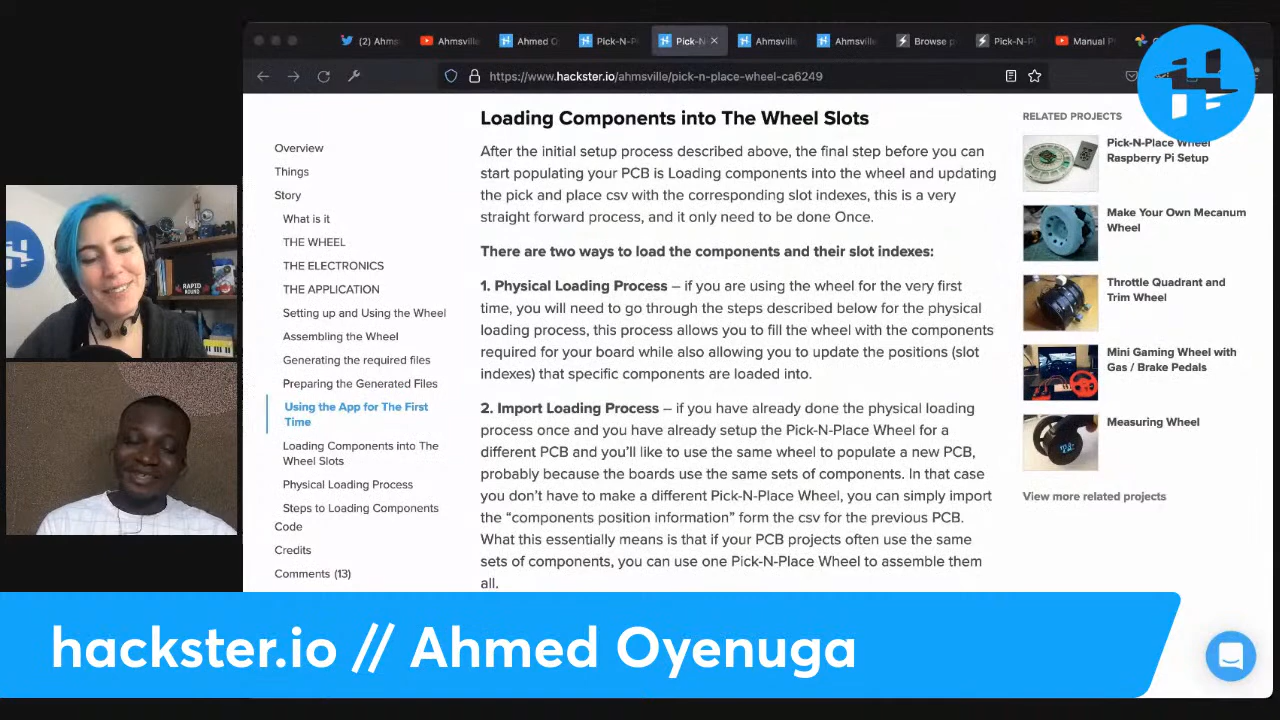 (2) Ahms
Ahmsville
Ahmed O
Pick-N-Pl
Pick-N-
Ahmsville
Ahmsville
Browse p
Pick-N-Pl
Manual P
https://www.hackster.io/ahmsville/pick-n-place-wheel-ca6249
Overview
Things
Story
What is it
THE WHEEL
THE ELECTRONICS
THE APPLICATION
Setting up and Using the Wheel
Assembling the Wheel
Generating the required files
Preparing the Generated Files
Using the App for The First
Time
Loading Components into The
Wheel Slots
Physical Loading Process
Steps to Loading Components
Code
Credits
Comments (13)
Loading Components into The Wheel Slots
After the initial setup process described above, the final step before you can
start populating your PCB is Loading components into the wheel and updating
the pick and place csv with the corresponding slot indexes, this is a very
straight forward process, and it only need to be done Once.
There are two ways to load the components and their slot indexes:
1. Physical Loading Process – if you are using the wheel for the very first
time, you will need to go through the steps described below for the physical
loading process, this process allows you to fill the wheel with the components
required for your board while also allowing you to update the positions (slot
indexes) that specific components are loaded into.
2. Import Loading Process – if you have already done the physical loading
process once and you have already setup the Pick-N-Place Wheel for a
different PCB and you'll like to use the same wheel to populate a new PCB,
probably because the boards use the same sets of components. In that case
you don't have to make a different Pick-N-Place Wheel, you can simply import
the “components position information” form the csv for the previous PCB.
What this essentially means is that if your PCB projects often use the same
sets of components, you can use one Pick-N-Place Wheel to assemble them
all.
RELATED PROJECTS
Pick-N-Place Wheel
Raspberry Pi Setup
Make Your Own Mecanum
Wheel
Throttle Quadrant and
Trim Wheel
Mini Gaming Wheel with
Gas / Brake Pedals
Measuring Wheel
View more related projects
RAPID
hackster.io // Ahmed Oyenuga